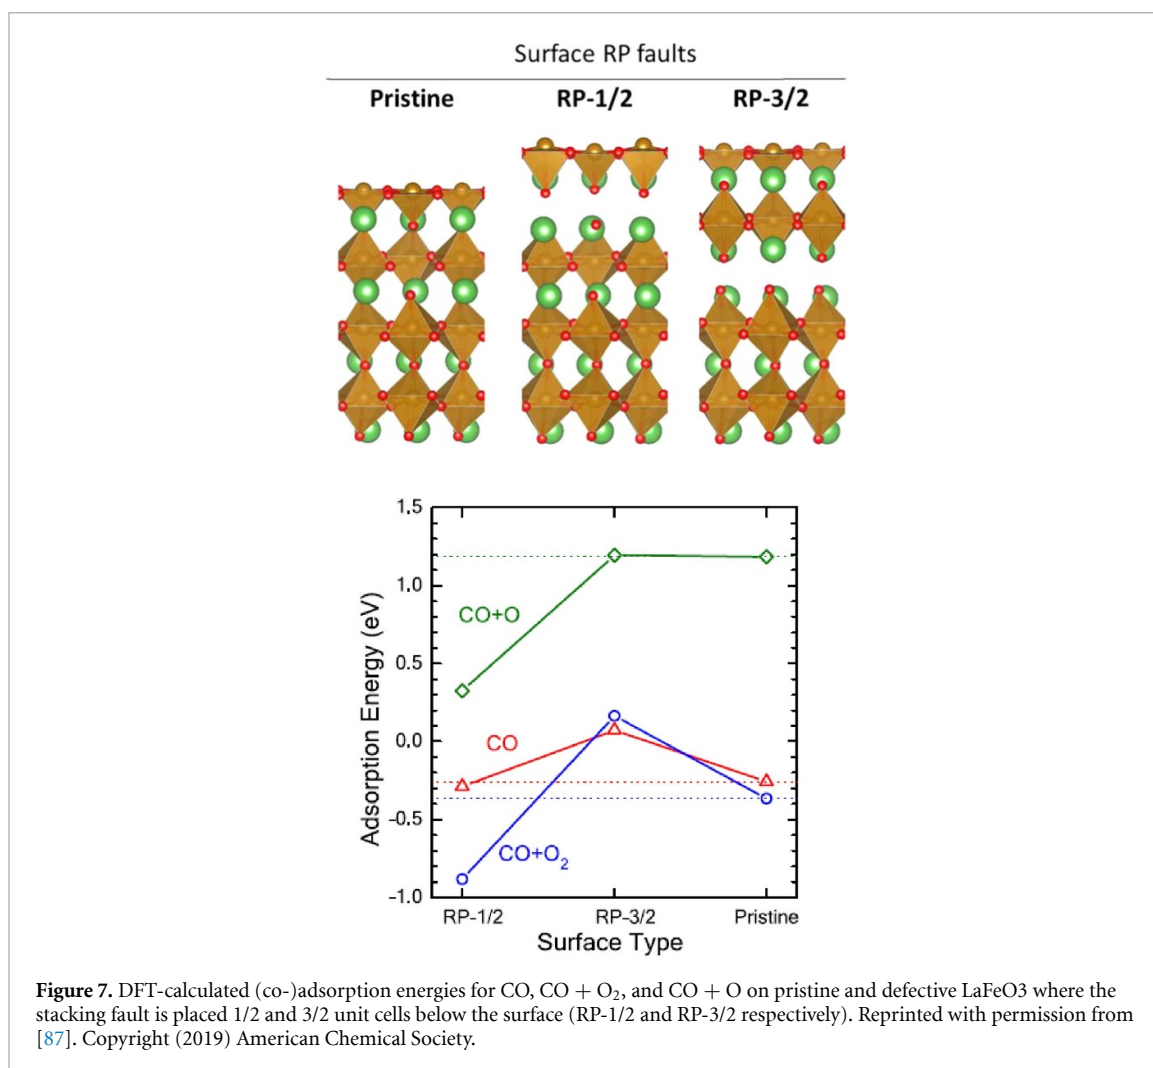 Surface RP faults
Pristine RP-1/2 RP-3/2
1.5
1.0
0.5
0.0
-0.5
-1.0
Adsorption Energy (eV)
CO+O
CO
CO+O₂
RP-1/2 RP-3/2 Pristine
Surface Type
Figure 7. DFT-calculated (co-)adsorption energies for CO, CO + O₂, and CO + O on pristine and defective LaFeO3 where the
stacking fault is placed 1/2 and 3/2 unit cells below the surface (RP-1/2 and RP-3/2 respectively). Reprinted with permission from
[87]. Copyright (2019) American Chemical Society.